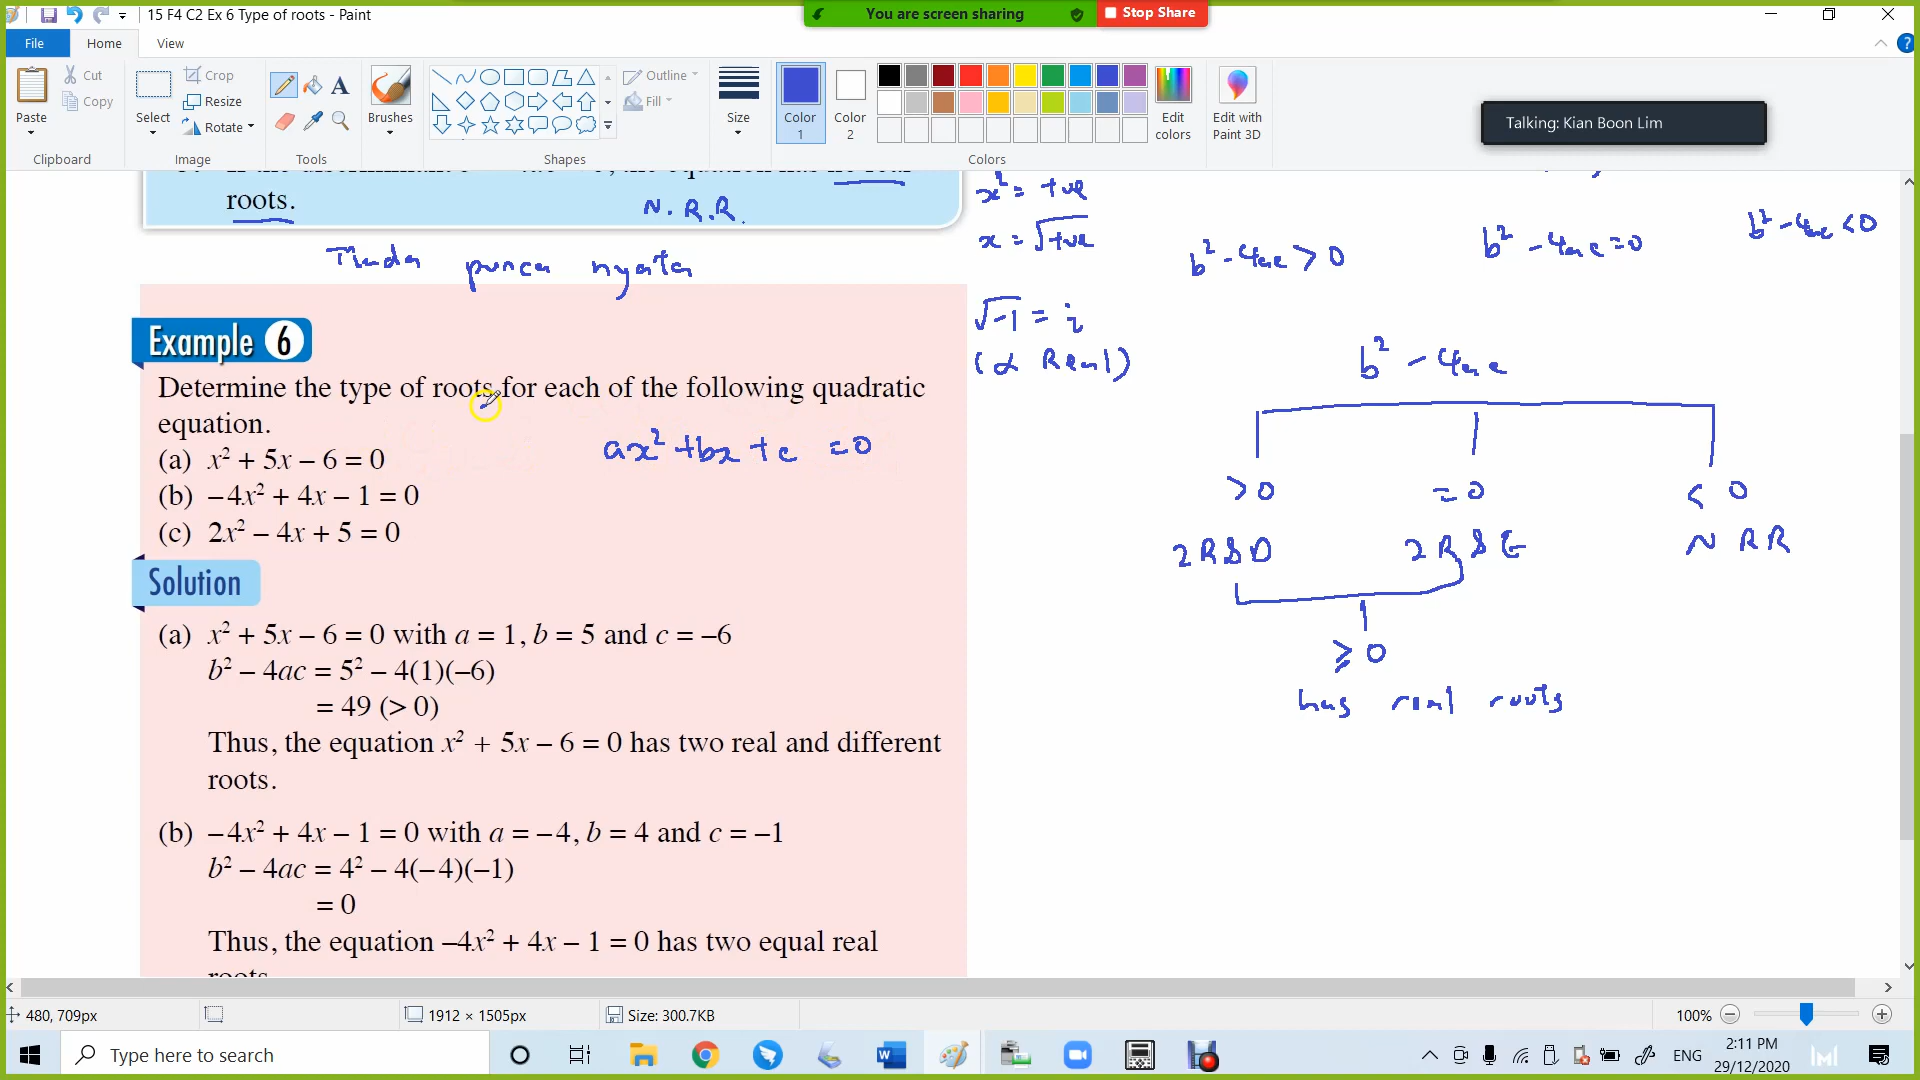 15 F4 C2 Ex 6 Type of roots - Paint
You are screen sharing
Stop Share
File
Home
View
Paste
Cut
Copy
Clipboard
Select
Crop
Resize
Rotate
Image
Tools
Brushes
Outline
Fill
Shapes
Size
Color 1
Color 2
Edit colors
Edit with Paint 3D
Colors
Talking: Kian Boon Lim
roots.
N.R.R.
Tiada punca nyata
x² = +ve
x = √+ve
√-1 = i
b² - 4ac > 0
b² - 4ac = 0
b² - 4ac < 0
Example 6
Determine the type of roots for each of the following quadratic
equation.
ax² + bx + c = 0
(a) x² + 5x – 6 = 0
(b) –4x² + 4x – 1 = 0
(c) 2x² – 4x + 5 = 0
Solution
(a) x² + 5x – 6 = 0 with a = 1, b = 5 and c = –6
b² – 4ac = 5² – 4(1)(–6)
= 49 (> 0)
Thus, the equation x² + 5x – 6 = 0 has two real and different
roots.
(b) –4x² + 4x – 1 = 0 with a = –4, b = 4 and c = –1
b² – 4ac = 4² – 4(–4)(–1)
= 0
Thus, the equation –4x² + 4x – 1 = 0 has two equal real
b² - 4ac
> 0
= 0
< 0
2 R & D
2 R & E
N R R
≥ 0
has real roots
480, 709px
1912 × 1505px
Size: 300.7KB
100%
Type here to search
ENG
2:11 PM
29/12/2020